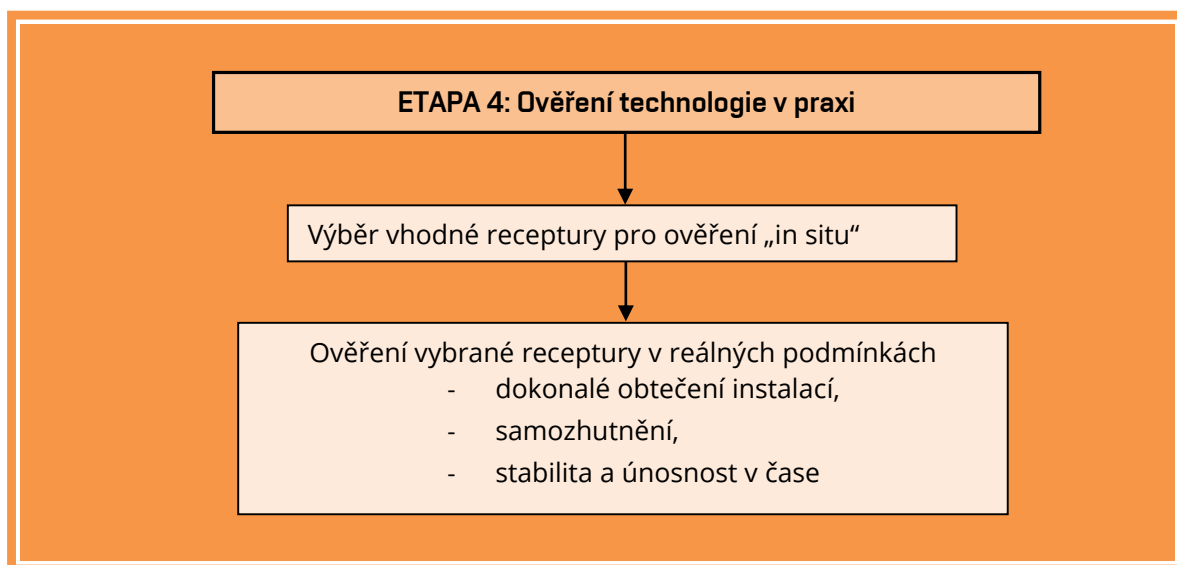 ETAPA 4: Ověření technologie v praxi
Výběr vhodné receptury pro ověření „in situ“
Ověření vybrané receptury v reálných podmínkách
- dokonalé obtečení instalací,
- samozhutnění,
- stabilita a únosnost v čase